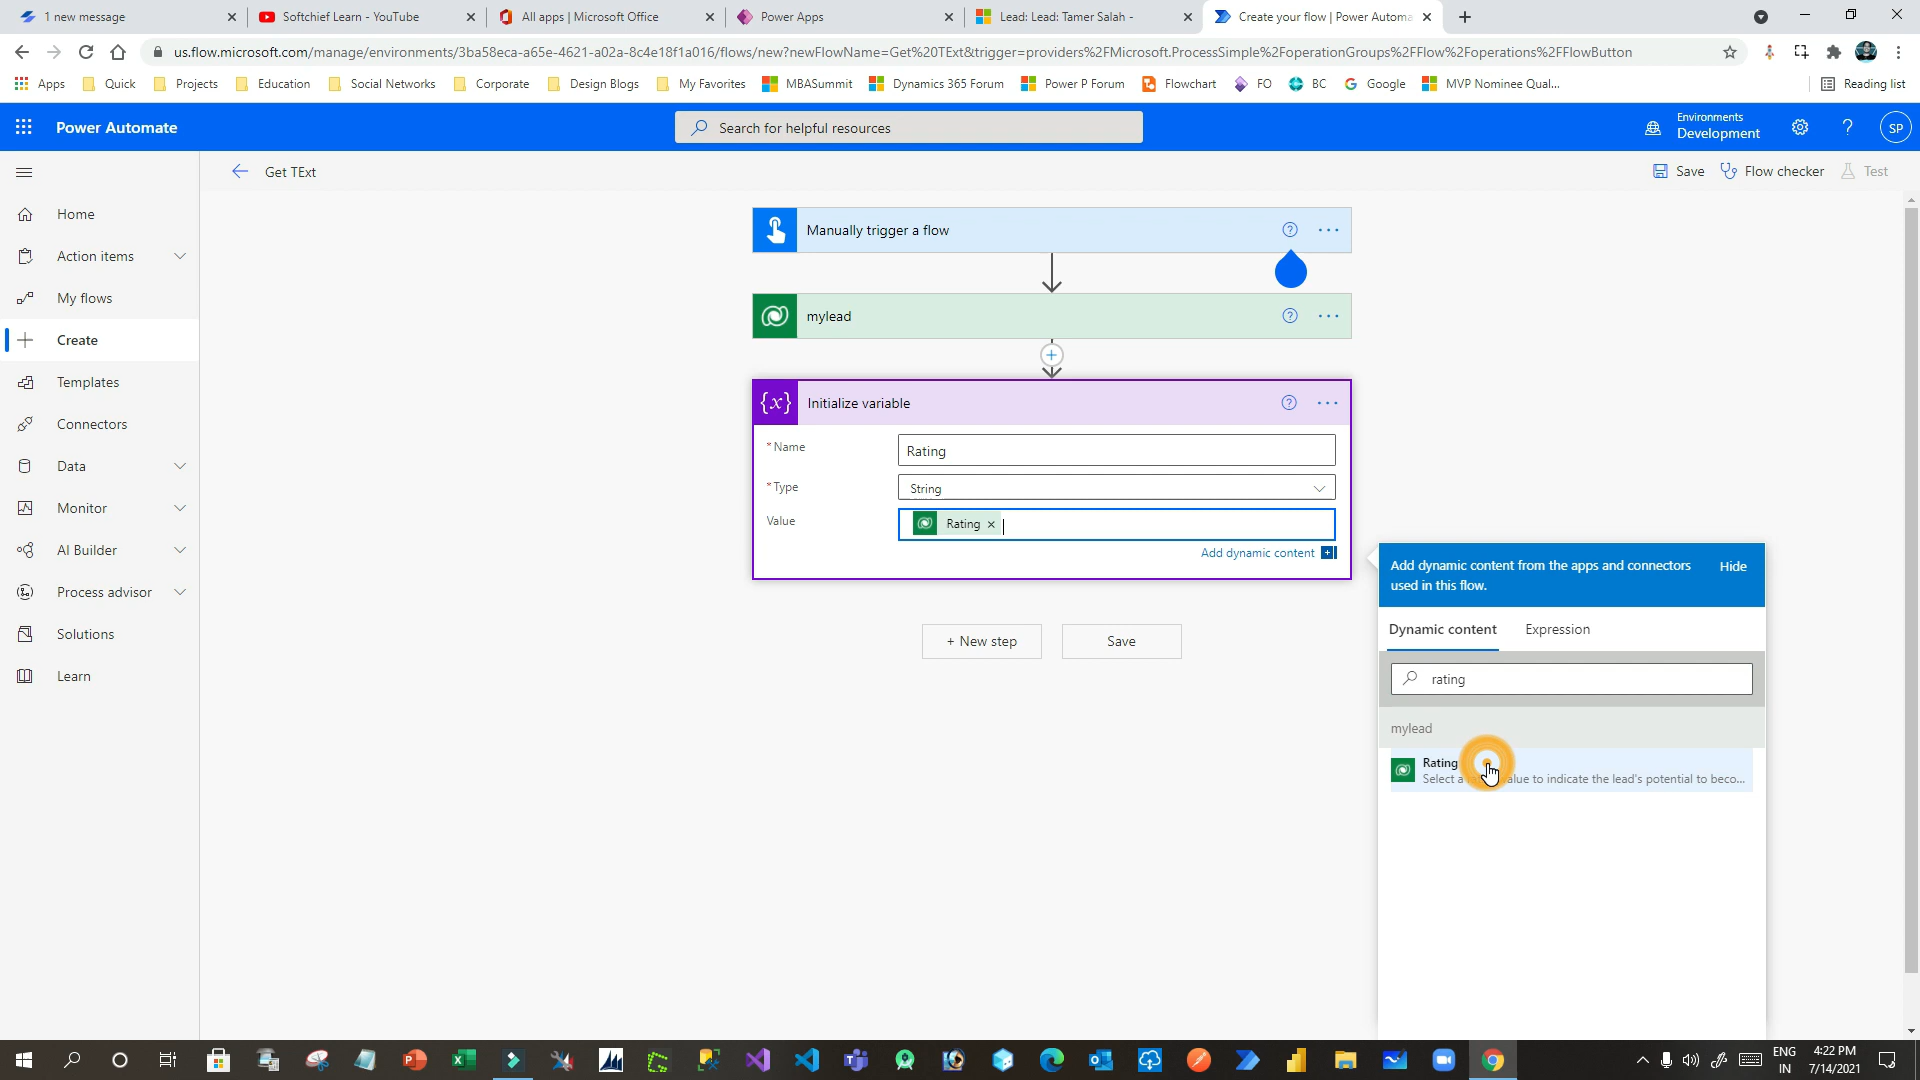 1 new message
Softchief Learn - YouTube
All apps | Microsoft Office
Power Apps
Lead: Lead: Tamer Salah -
Create your flow | Power Automa
us.flow.microsoft.com/manage/environments/3ba58eca-a65e-4621-a02a-8c4e18f1a016/flows/new?newFlowName=Get%20TExt&trigger=providers%2FMicrosoft.ProcessSimple%2FoperationGroups%2FFlow%2Foperations%2FFlowButton
Apps
Quick
Projects
Education
Social Networks
Corporate
Design Blogs
My Favorites
MBASummit
Dynamics 365 Forum
Power P Forum
Flowchart
FO
BC
Google
MVP Nominee Qual...
Reading list
Power Automate
Search for helpful resources
Environments
Development
SP
Get TExt
Save
Flow checker
Test
Home
Action items
My flows
Create
Templates
Connectors
Data
Monitor
AI Builder
Process advisor
Solutions
Learn
Manually trigger a flow
mylead
{x} Initialize variable
* Name
Rating
* Type
String
Value
Rating
Add dynamic content
+ New step
Save
Add dynamic content from the apps and connectors
used in this flow.
Hide
Dynamic content
Expression
rating
mylead
Rating
Select a value to indicate the lead's potential to beco...
ENG
IN
4:22 PM
7/14/2021